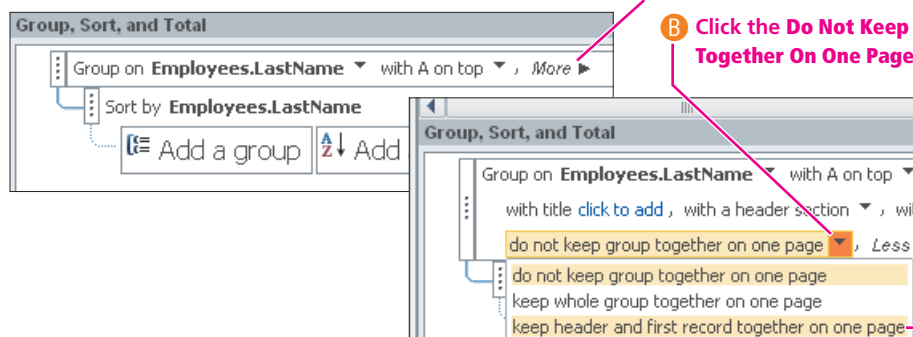 Group, Sort, and Total
Group on Employees.LastName with A on top , More
Sort by Employees.LastName
Add a group
A Z Add
B Click the Do Not Keep
Together On One Page
Group, Sort, and Total
Group on Employees.LastName with A on top
with title click to add , with a header section ,
do not keep group together on one page , Less
do not keep group together on one page
keep whole group together on one page
keep header and first record together on one page